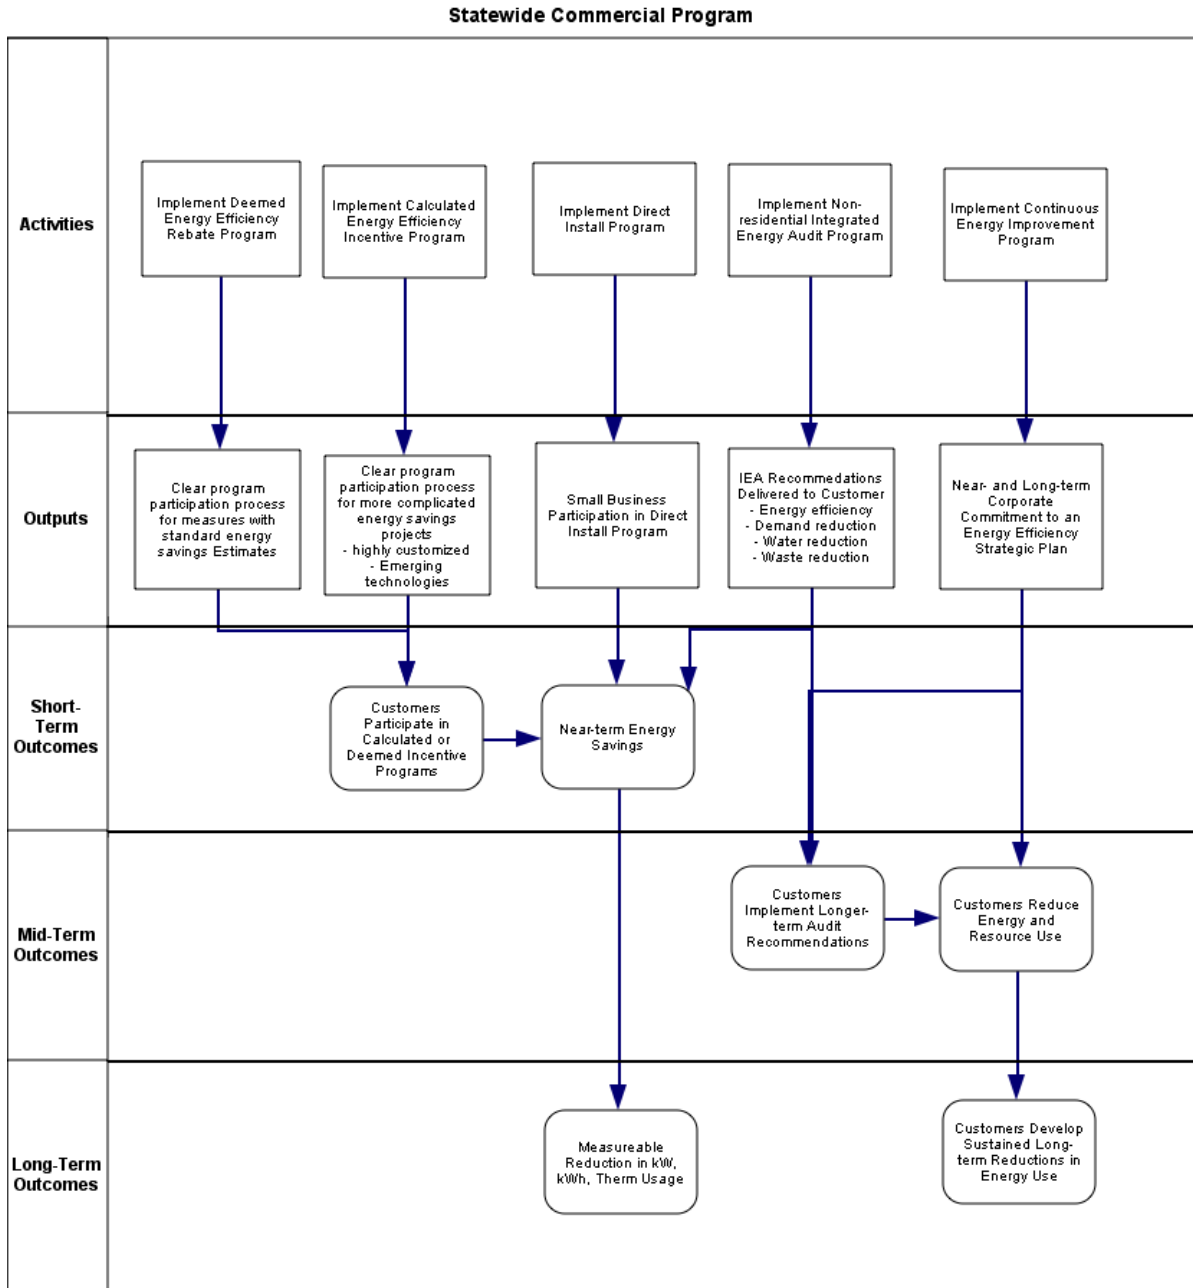 Statewide Commercial Program
Activities
Implement Deemed
Energy Efficiency
Rebate Program
Implement Calculated
Energy Efficiency
Incentive Program
Implement Direct
Install Program
Implement Non-
residential Integrated
Energy Audit Program
Implement Continuous
Energy Improvement
Program
Outputs
Clear program
participation process
for measures with
standard energy
savings Estimates
Clear program
participation process
for more complicated
energy savings
projects
- highly customized
- Emerging
technologies
Small Business
Participation in Direct
Install Program
IEA Recommedations
Delivered to Customer
- Energy efficiency
- Demand reduction
- Water reduction
- Waste reduction
Near- and Long-term
Corporate
Commitment to an
Energy Efficiency
Strategic Plan
Short-
Term
Outcomes
Customers
Participate in
Calculated or
Deemed Incentive
Programs
Near-term Energy
Savings
Mid-Term
Outcomes
Customers
Implement Longer-
term Audit
Recommendations
Customers Reduce
Energy and
Resource Use
Long-Term
Outcomes
Measureable
Reduction in kW,
kWh, Therm Usage
Customers Develop
Sustained Long-
term Reductions in
Energy Use